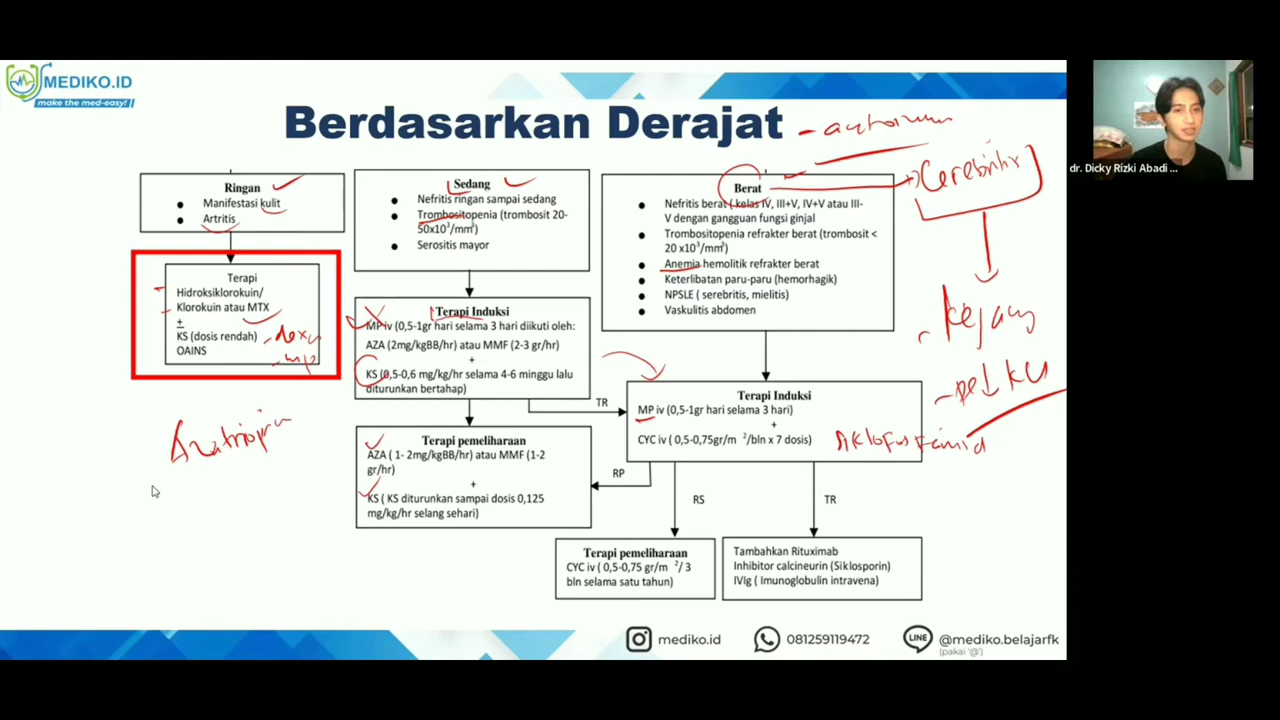 MEDIKO.ID
make the med-easy!
Berdasarkan Derajat
dr. Dicky Rizki Abadi ...
Ringan
Manifestasi kulit
Artritis
Terapi
Hidroksiklorokuin/
Klorokuin atau MTX
+
KS (dosis rendah)
OAINS
Sedang
Nefritis ringan sampai sedang
Trombositopenia (trombosit 20-
50x10³/mm³)
Serositis mayor
Terapi Induksi
MP iv (0,5-1gr hari selama 3 hari diikuti oleh:
AZA (2mg/kgBB/hr) atau MMF (2-3 gr/hr)
+
KS (0,5-0,6 mg/kg/hr selama 4-6 minggu lalu
diturunkan bertahap)
TR
Terapi pemeliharaan
AZA ( 1- 2mg/kgBB/hr) atau MMF (1-2
gr/hr)
+
KS ( KS diturunkan sampai dosis 0,125
mg/kg/hr selang sehari)
Berat
Nefritis berat ( kelas IV, III+V, IV+V atau III-
V dengan gangguan fungsi ginjal
Trombositopenia refrakter berat (trombosit <
20 x10³/mm³)
Anemia hemolitik refrakter berat
Keterlibatan paru-paru (hemorhagik)
NPSLE ( serebritis, mielitis)
Vaskulitis abdomen
Cerebritis
kejang
Terapi Induksi
MP iv (0,5-1gr hari selama 3 hari)
+
CYC iv ( 0,5-0,75gr/m ²/bln x 7 dosis)
RP
RS
TR
Terapi pemeliharaan
CYC iv ( 0,5-0,75 gr/m ²/ 3
bln selama satu tahun)
Tambahkan Rituximab
Inhibitor calcineurin (Siklosporin)
IVIg ( Imunoglobulin intravena)
mediko.id
081259119472
LINE
@mediko.belajarfk
(pakai '@')